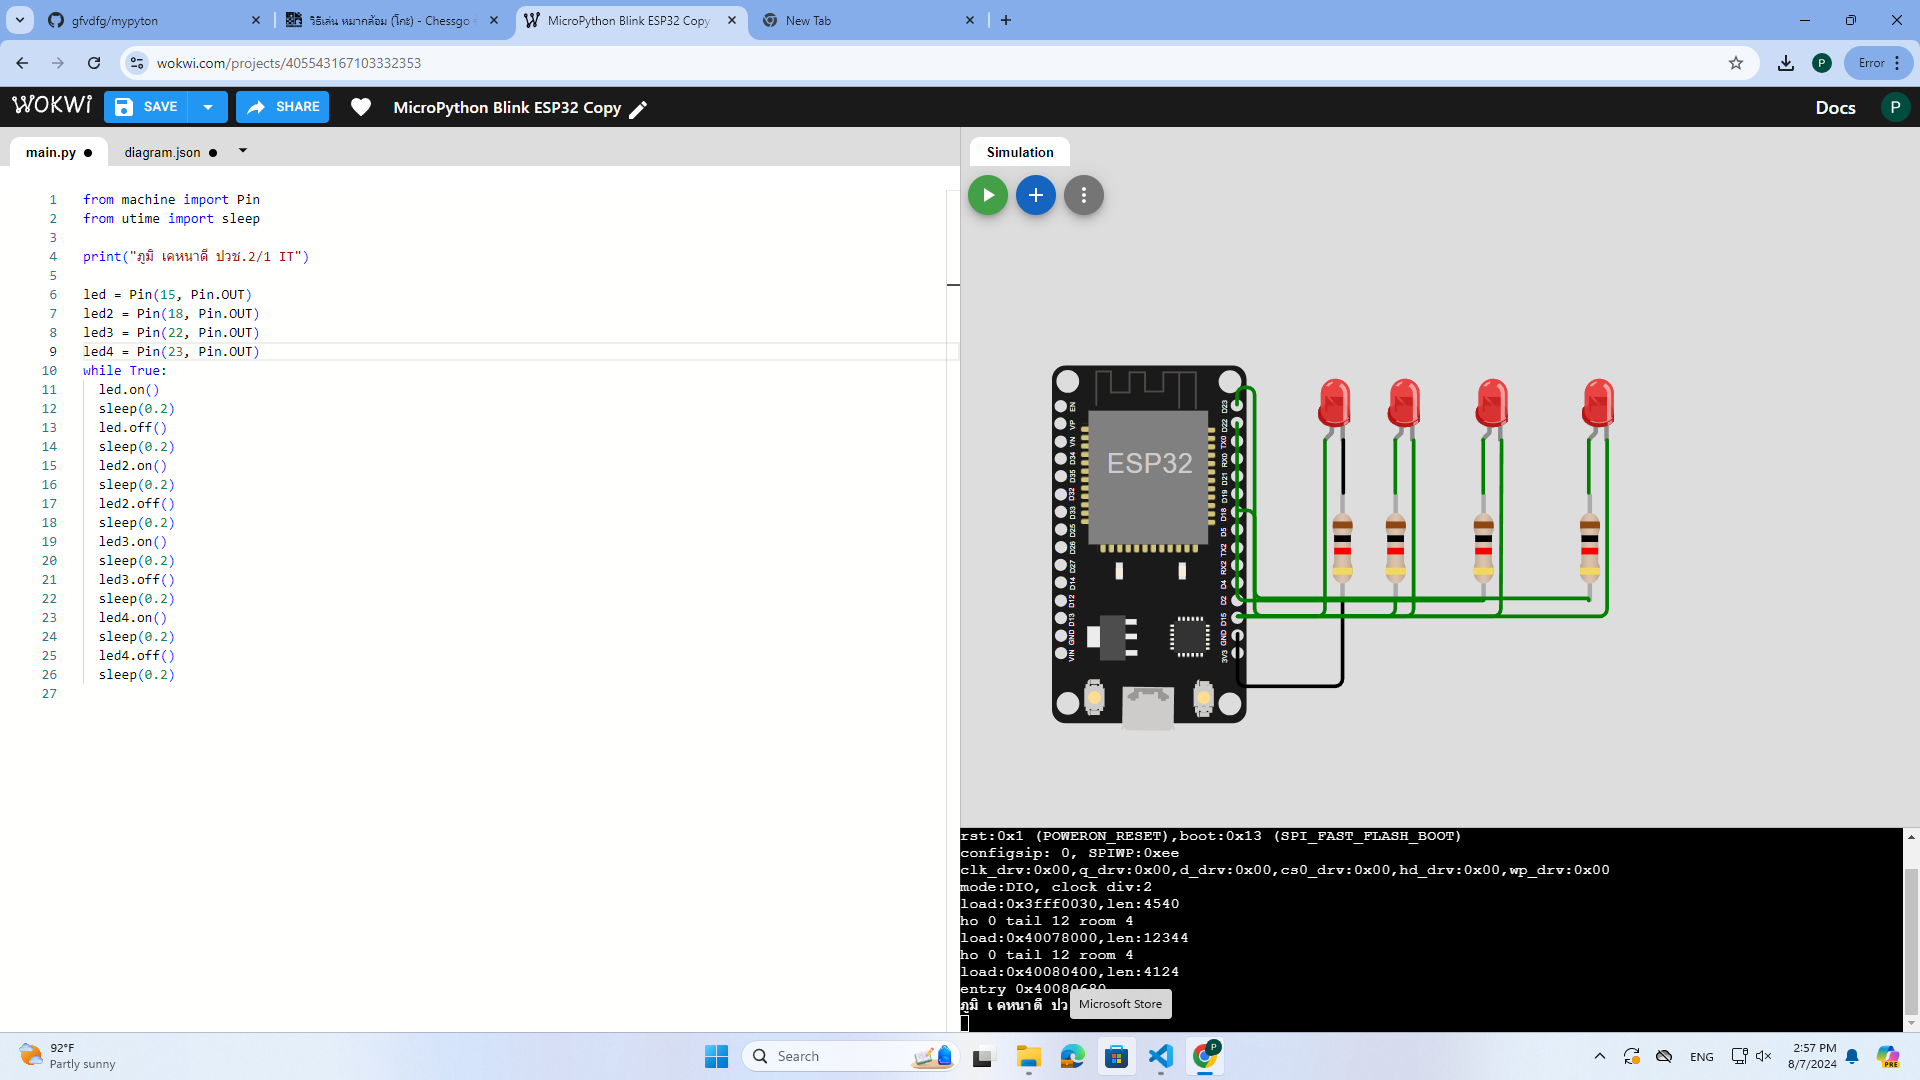 gfvdfg/mypyton
วิธีเล่น หมากล้อม (โกะ) - Chessgo
MicroPython Blink ESP32 Copy
New Tab
wokwi.com/projects/405543167103332353
P
Error
WOKWI
SAVE
SHARE
MicroPython Blink ESP32 Copy
Docs
P
main.py
diagram.json
Simulation
1 from machine import Pin
2 from utime import sleep
3
4 print("ภูมิ เคหนาดี ปวช.2/1 IT")
5
6 led = Pin(15, Pin.OUT)
7 led2 = Pin(18, Pin.OUT)
8 led3 = Pin(22, Pin.OUT)
9 led4 = Pin(23, Pin.OUT)
10 while True:
11 led.on()
12 sleep(0.2)
13 led.off()
14 sleep(0.2)
15 led2.on()
16 sleep(0.2)
17 led2.off()
18 sleep(0.2)
19 led3.on()
20 sleep(0.2)
21 led3.off()
22 sleep(0.2)
23 led4.on()
24 sleep(0.2)
25 led4.off()
26 sleep(0.2)
27
ESP32
EN
VP
VN
D34
D35
D32
D33
D25
D26
D27
D14
D12
D13
GND
VIN
D23
D22
TX0
RX0
D21
D19
D18
D5
TX2
RX2
D4
D2
D15
GND
3V3
rst:0x1 (POWERON_RESET),boot:0x13 (SPI_FAST_FLASH_BOOT)
configsip: 0, SPIWP:0xee
clk_drv:0x00,q_drv:0x00,d_drv:0x00,cs0_drv:0x00,hd_drv:0x00,wp_drv:0x00
mode:DIO, clock div:2
load:0x3fff0030,len:4540
ho 0 tail 12 room 4
load:0x40078000,len:12344
ho 0 tail 12 room 4
load:0x40080400,len:4124
entry 0x40080680
ภูมิ เคหนาดี ปว
Microsoft Store
92°F
Partly sunny
Search
P
ENG
2:57 PM
8/7/2024
PRE